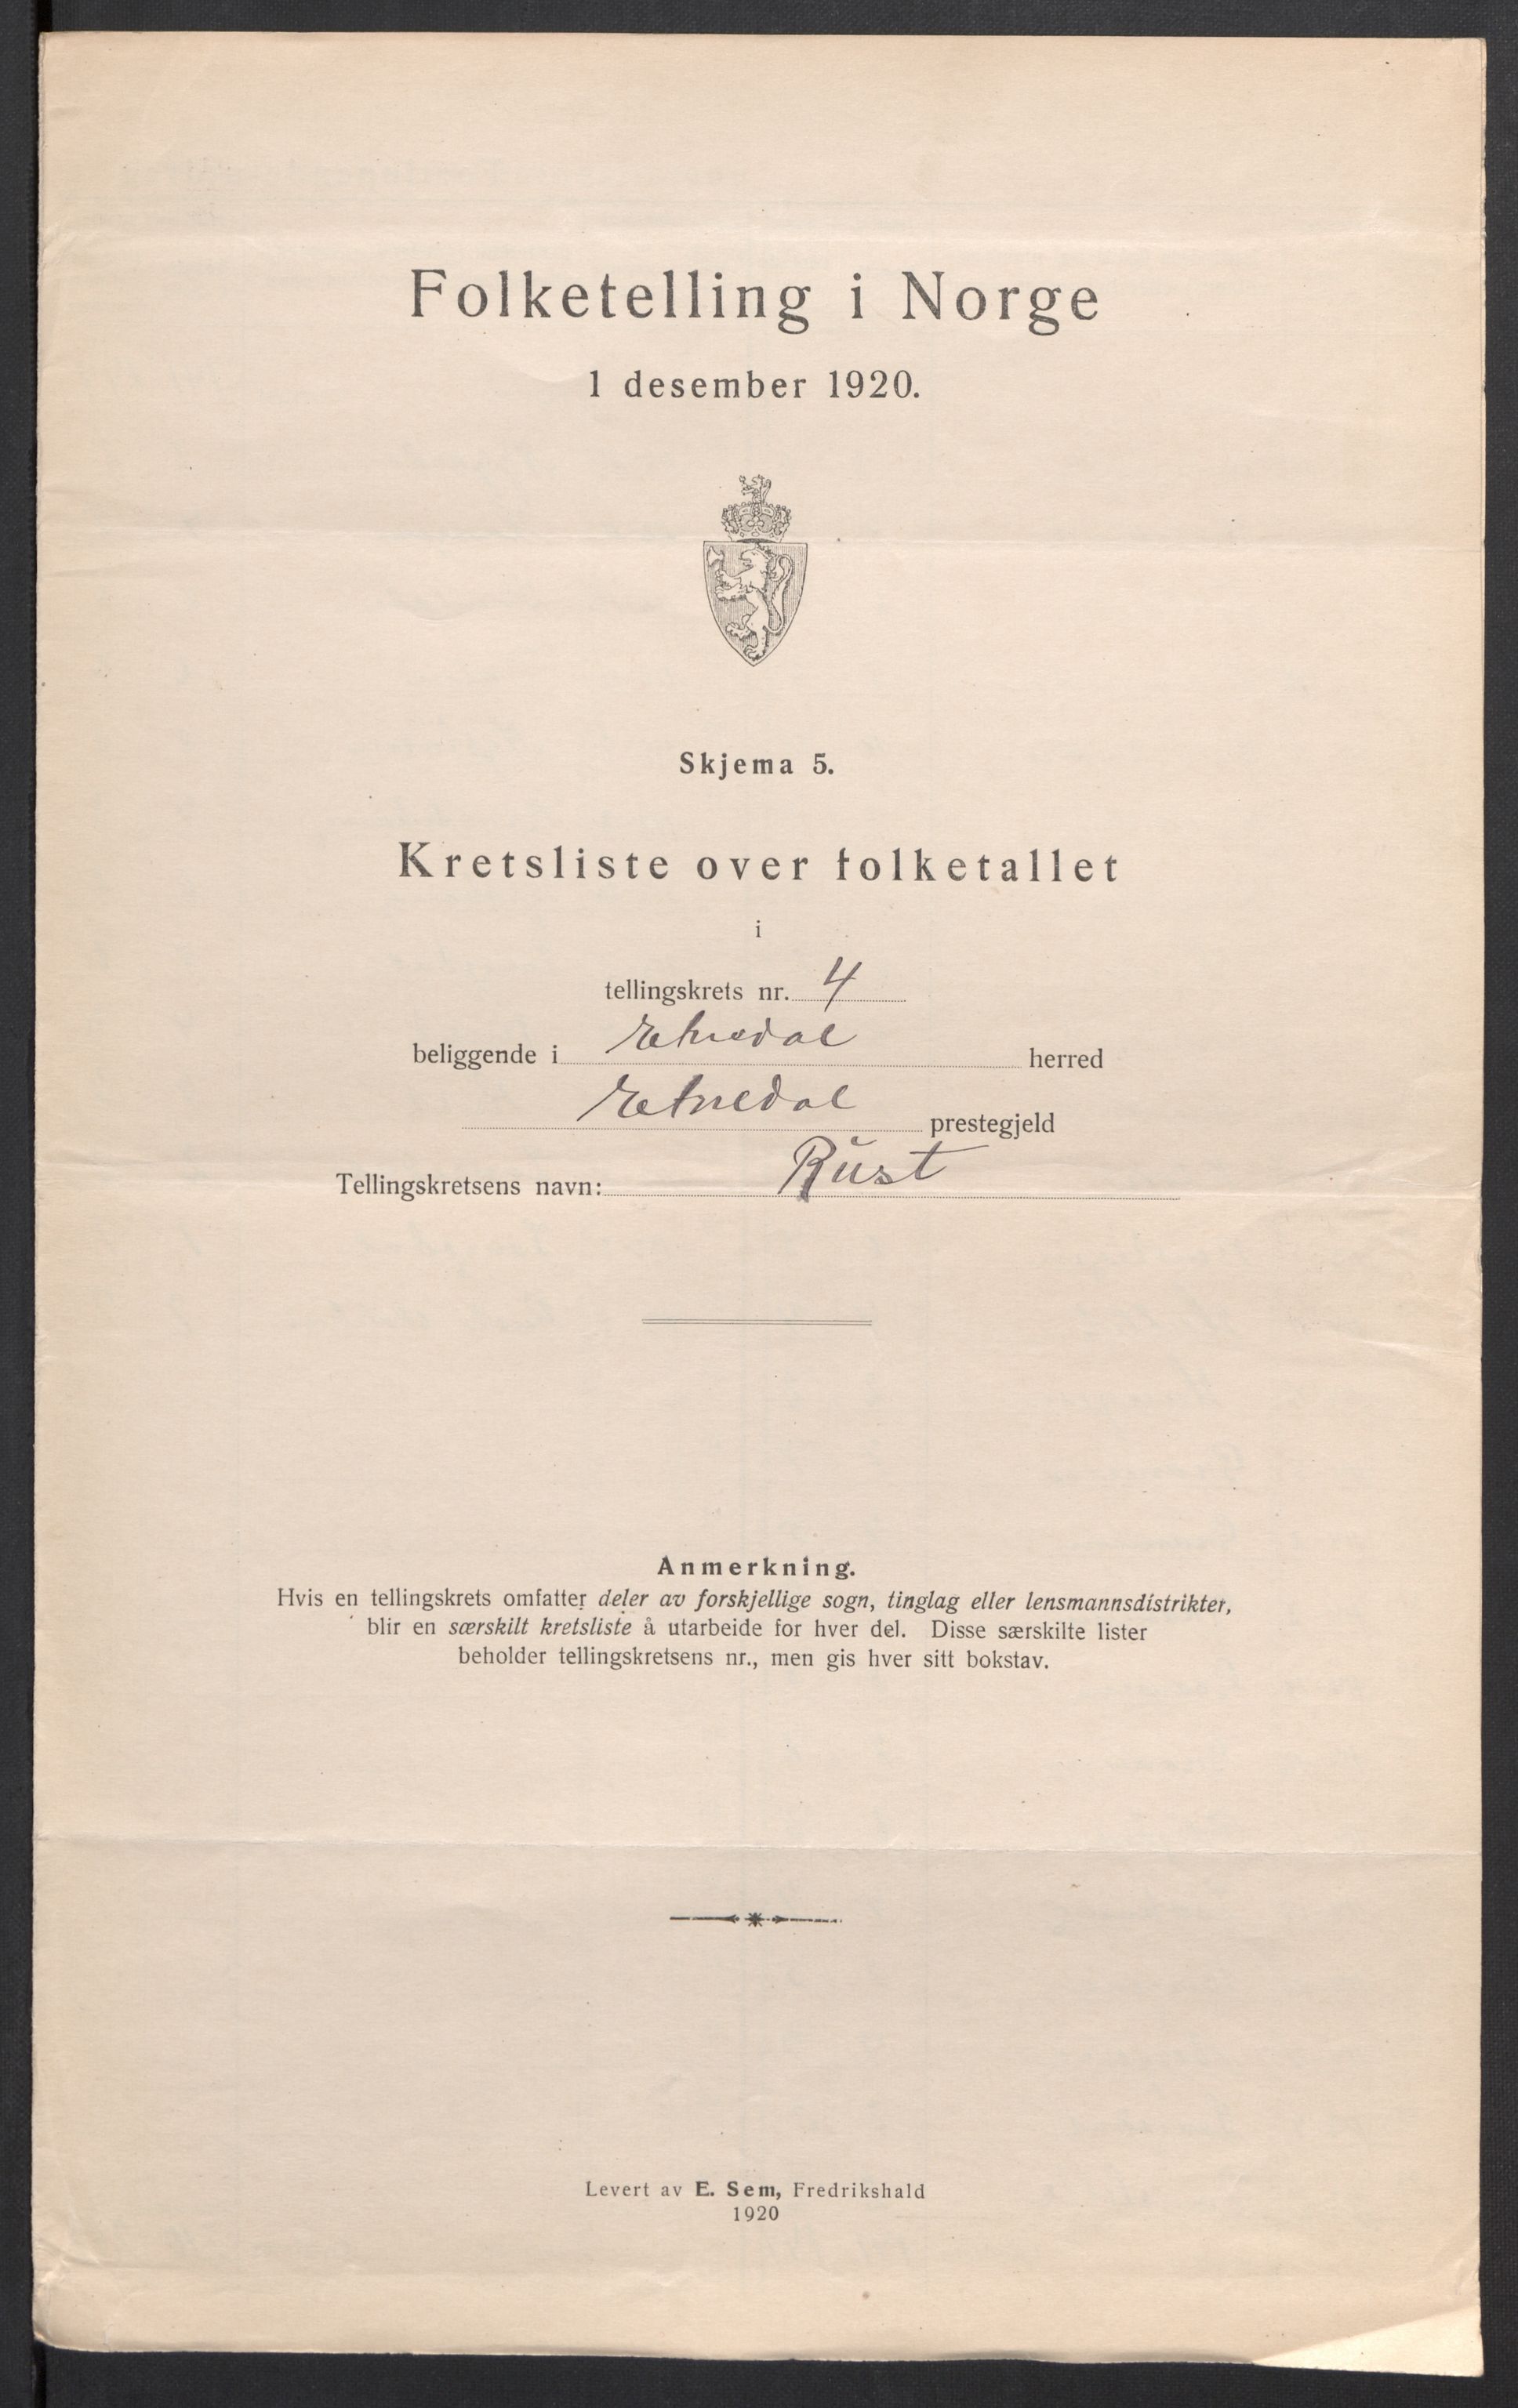 Folketelling i Norge
1 desember 1920.
Skjema 5.
Kretsliste over folketallet
i
tellingskrets nr. 4
beliggende i Etnedal herred
Etnedal prestegjeld
Tellingskretsens navn: Rust
Anmerkning.
Hvis en tellingskrets omfatter deler av forskjellige sogn, tinglag eller lensmannsdistrikter,
blir en særskilt kretsliste å utarbeide for hver del. Disse særskilte lister
beholder tellingskretsens nr., men gis hver sitt bokstav.
Levert av E. Sem, Fredrikshald
1920